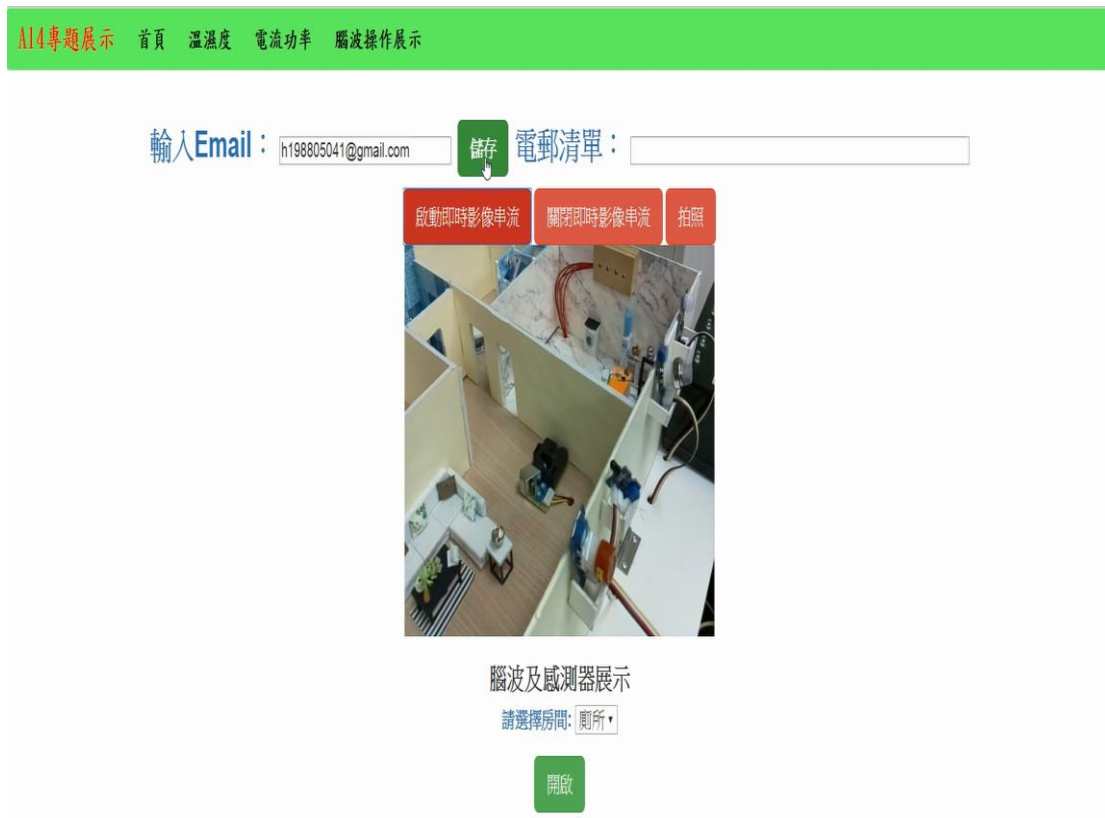 A14專題展示 首頁 溫濕度 電流功率 腦波操作展示
輸入Email： h198805041@gmail.com 儲存 電郵清單：
啟動即時影像串流 關閉即時影像串流 拍照
腦波及感測器展示
請選擇房間: 廁所
開啟